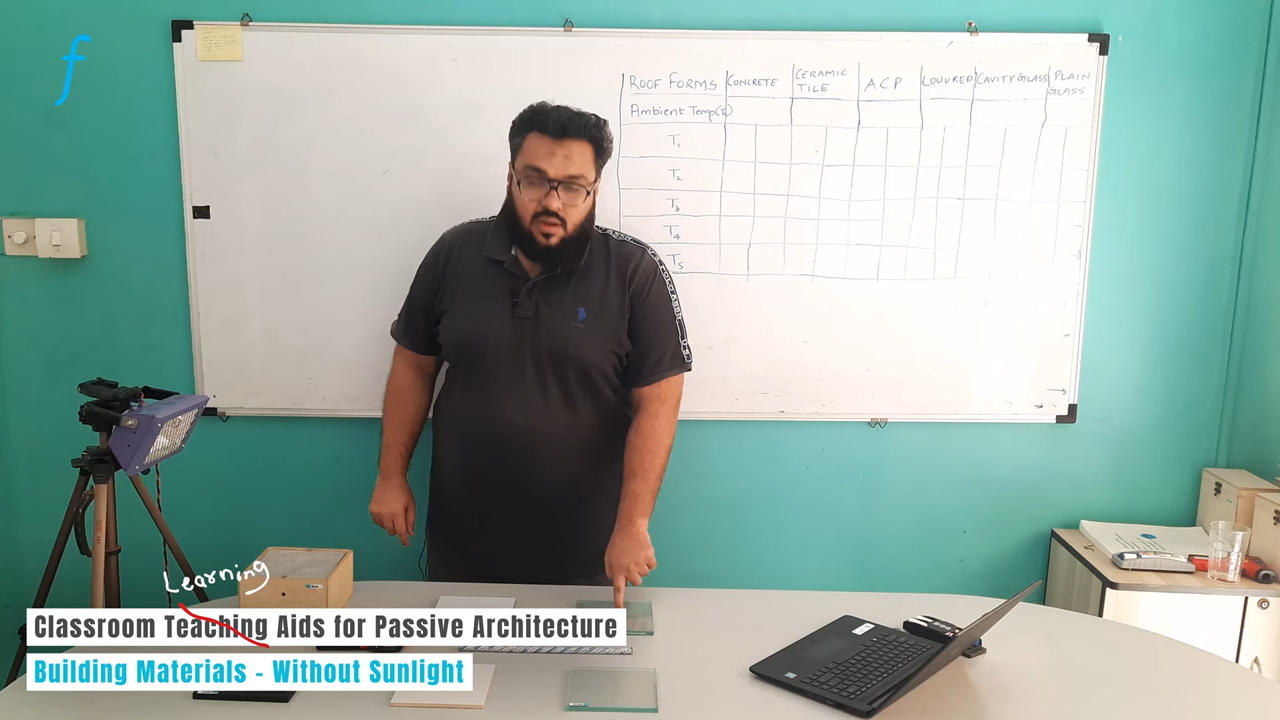 f
ROOF FORMS CONCRETE CERAMIC TILE ACP LOUVRED CAVITY GLASS PLAIN GLASS
Ambient Temp
T1
T2
T3
T4
T5
Learning
Classroom Teaching Aids for Passive Architecture
Building Materials - Without Sunlight